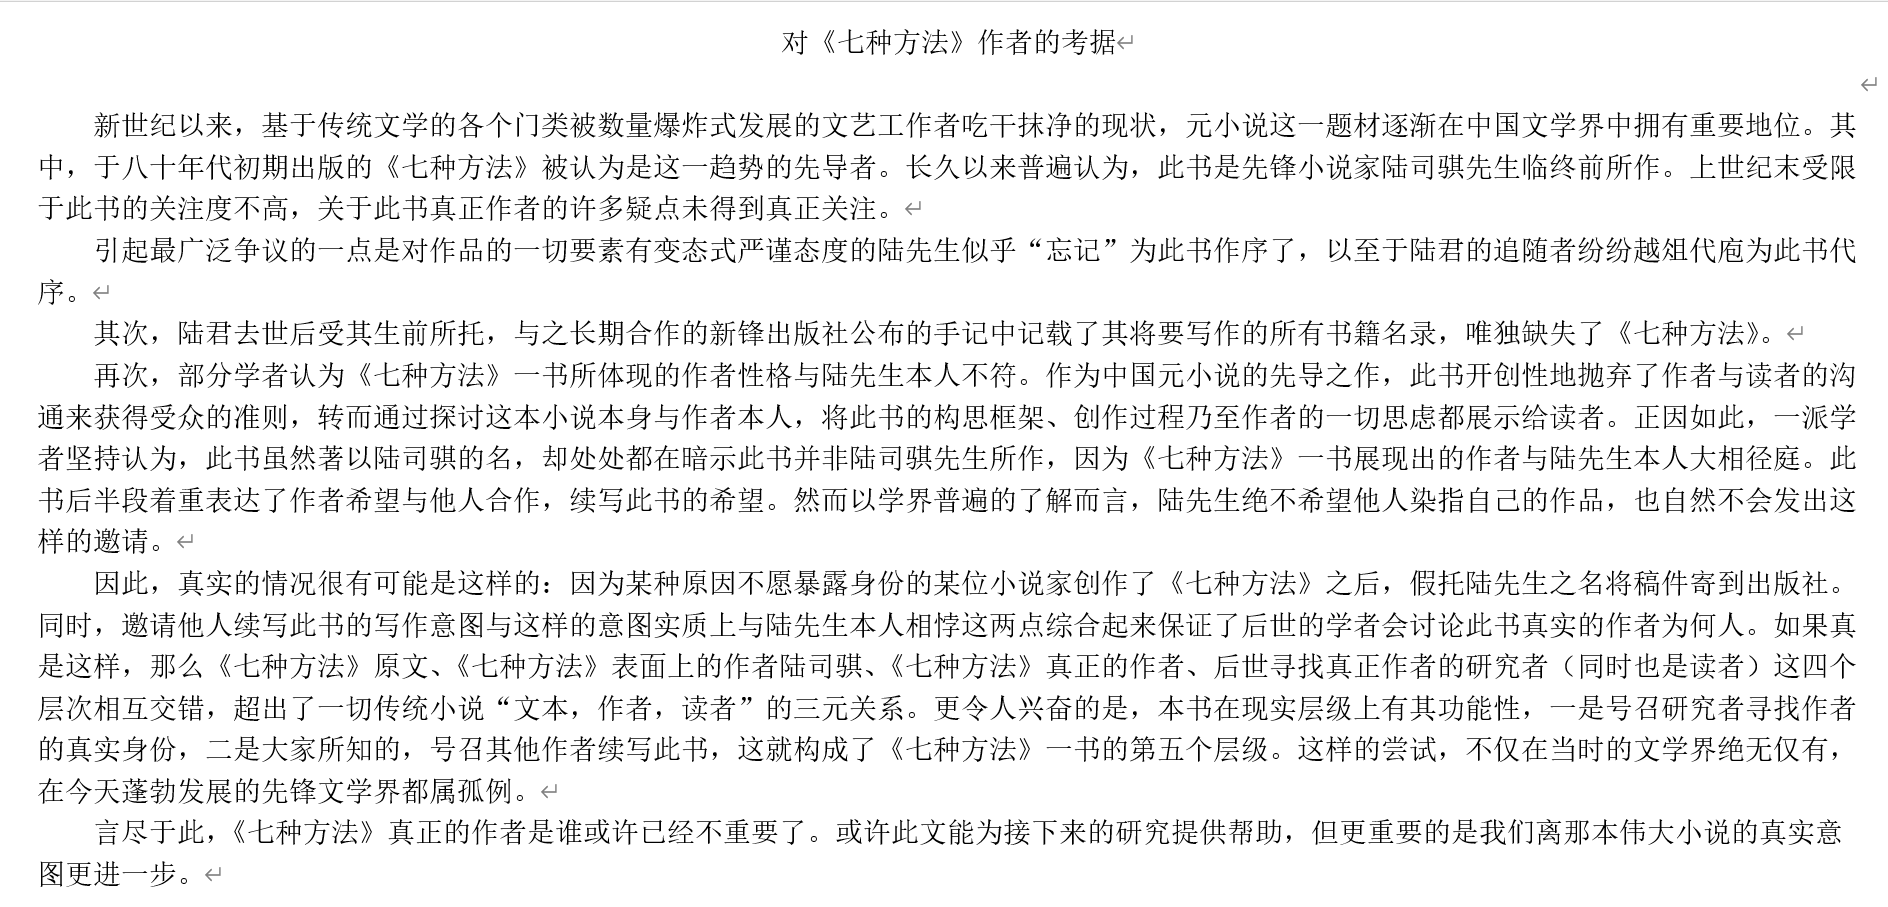 对《七种方法》作者的考据
新世纪以来，基于传统文学的各个门类被数量爆炸式发展的文艺工作者吃干抹净的现状，元小说这一题材逐渐在中国文学界中拥有重要地位。其
中，于八十年代初期出版的《七种方法》被认为是这一趋势的先导者。长久以来普遍认为，此书是先锋小说家陆司骐先生临终前所作。上世纪末受限
于此书的关注度不高，关于此书真正作者的许多疑点未得到真正关注。
引起最广泛争议的一点是对作品的一切要素有变态式严谨态度的陆先生似乎“忘记”为此书作序了，以至于陆君的追随者纷纷越俎代庖为此书代
序。
其次，陆君去世后受其生前所托，与之长期合作的新锋出版社公布的手记中记载了其将要写作的所有书籍名录，唯独缺失了《七种方法》。
再次，部分学者认为《七种方法》一书所体现的作者性格与陆先生本人不符。作为中国元小说的先导之作，此书开创性地抛弃了作者与读者的沟
通来获得受众的准则，转而通过探讨这本小说本身与作者本人，将此书的构思框架、创作过程乃至作者的一切思虑都展示给读者。正因如此，一派学
者坚持认为，此书虽然著以陆司骐的名，却处处都在暗示此书并非陆司骐先生所作，因为《七种方法》一书展现出的作者与陆先生本人大相径庭。此
书后半段着重表达了作者希望与他人合作，续写此书的希望。然而以学界普遍的了解而言，陆先生绝不希望他人染指自己的作品，也自然不会发出这
样的邀请。
因此，真实的情况很有可能是这样的：因为某种原因不愿暴露身份的某位小说家创作了《七种方法》之后，假托陆先生之名将稿件寄到出版社。
同时，邀请他人续写此书的写作意图与这样的意图实质上与陆先生本人相悖这两点综合起来保证了后世的学者会讨论此书真实的作者为何人。如果真
是这样，那么《七种方法》原文、《七种方法》表面上的作者陆司骐、《七种方法》真正的作者、后世寻找真正作者的研究者（同时也是读者）这四个
层次相互交错，超出了一切传统小说“文本，作者，读者”的三元关系。更令人兴奋的是，本书在现实层级上有其功能性，一是号召研究者寻找作者
的真实身份，二是大家所知的，号召其他作者续写此书，这就构成了《七种方法》一书的第五个层级。这样的尝试，不仅在当时的文学界绝无仅有，
在今天蓬勃发展的先锋文学界都属孤例。
言尽于此，《七种方法》真正的作者是谁或许已经不重要了。或许此文能为接下来的研究提供帮助，但更重要的是我们离那本伟大小说的真实意
图更进一步。